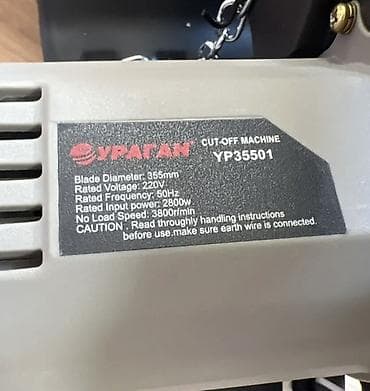 УРАГАН CUT-OFF MACHINE
YP35501
Blade Diameter: 355mm
Rated Voltage: 220V
Rated Frequency: 50Hz
Rated Input power: 2800w
No Load Speed: 3800r/min
CAUTION . Read throughly handling instructions
before use.make sure earth wire is connected.